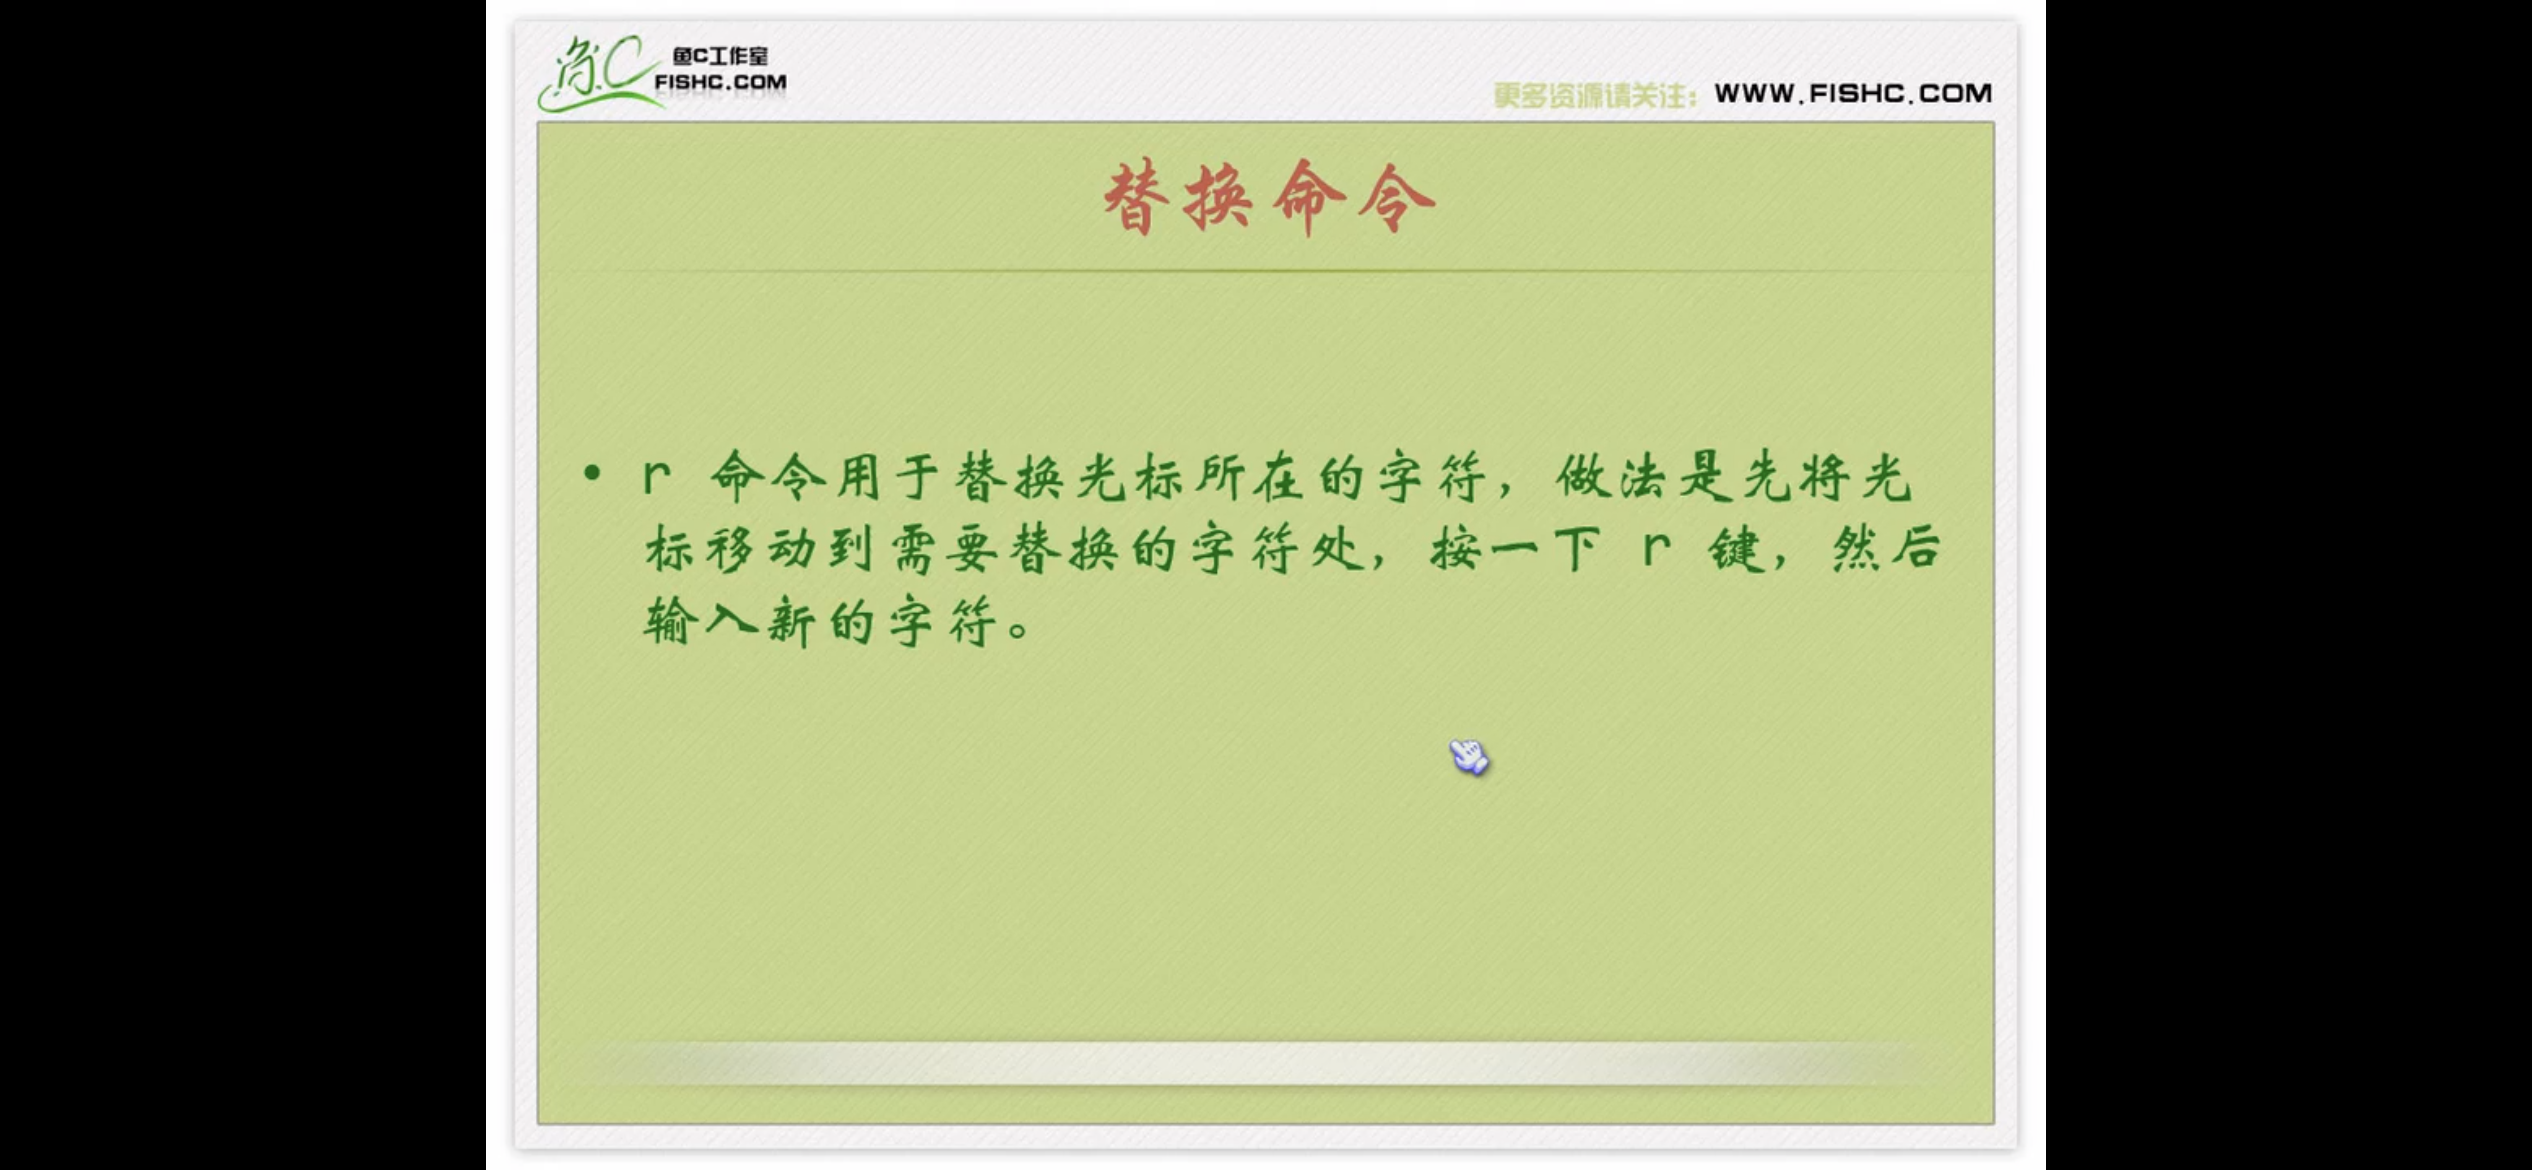 鱼C
鱼C工作室
FISHC.COM
更多资源请关注：WWW.FISHC.COM
替换命令
• r 命令用于替换光标所在的字符，做法是先将光
标移动到需要替换的字符处，按一下 r 键，然后
输入新的字符。